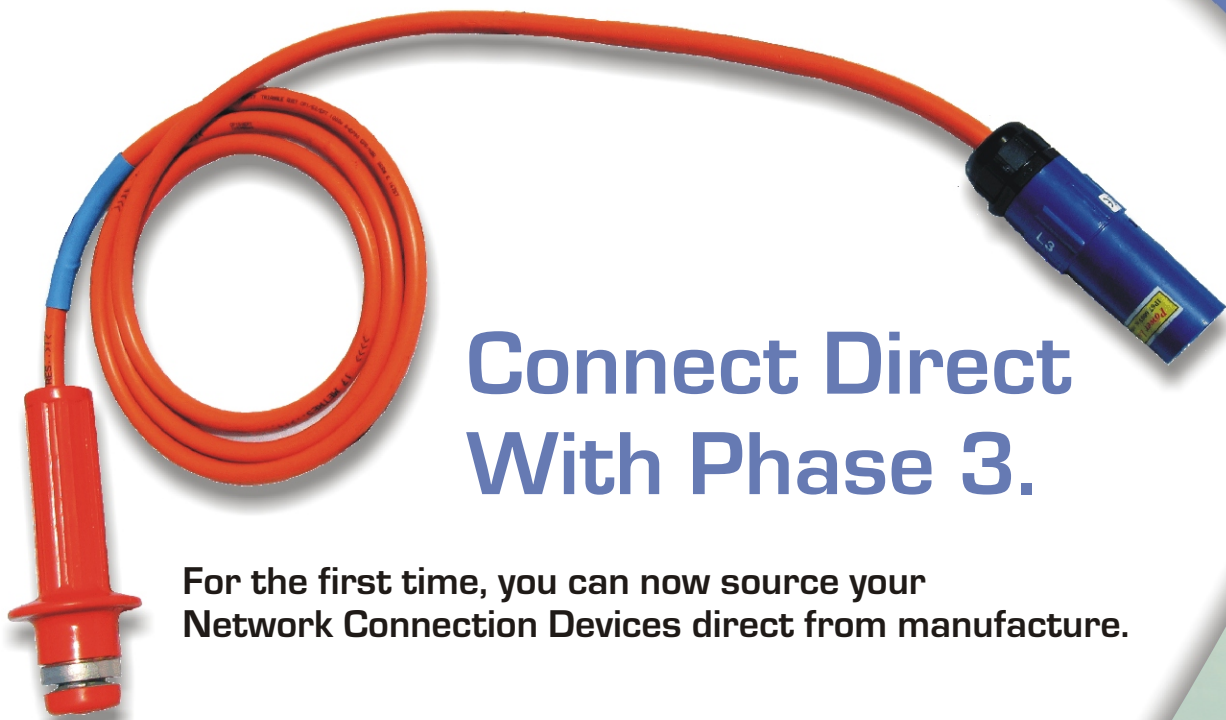 L3
Power
Connect Direct
With Phase 3.
For the first time, you can now source your
Network Connection Devices direct from manufacture.